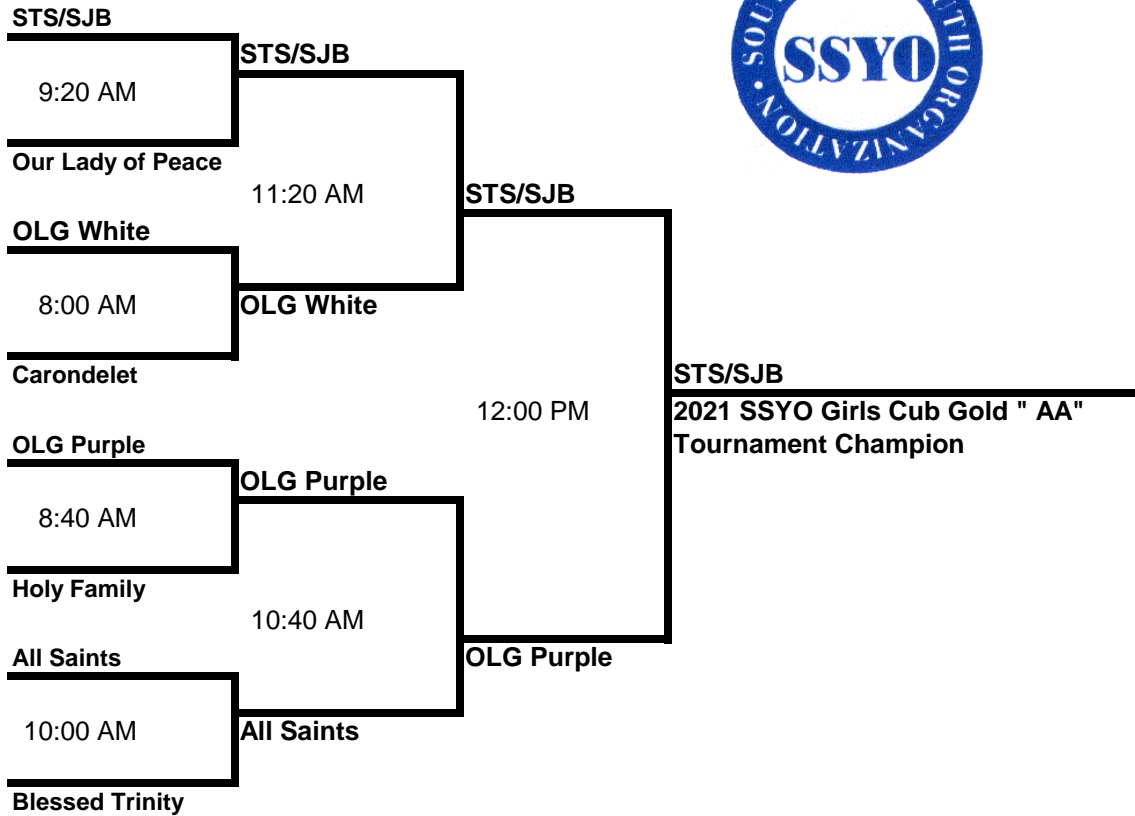 STS/SJB
STS/SJB
9:20 AM
Our Lady of Peace
11:20 AM
STS/SJB
OLG White
8:00 AM
OLG White
Carondelet
STS/SJB
12:00 PM
2021 SSYO Girls Cub Gold " AA"
Tournament Champion
OLG Purple
OLG Purple
8:40 AM
Holy Family
10:40 AM
All Saints
OLG Purple
10:00 AM
All Saints
Blessed Trinity
SSYO
ORGANIZATION